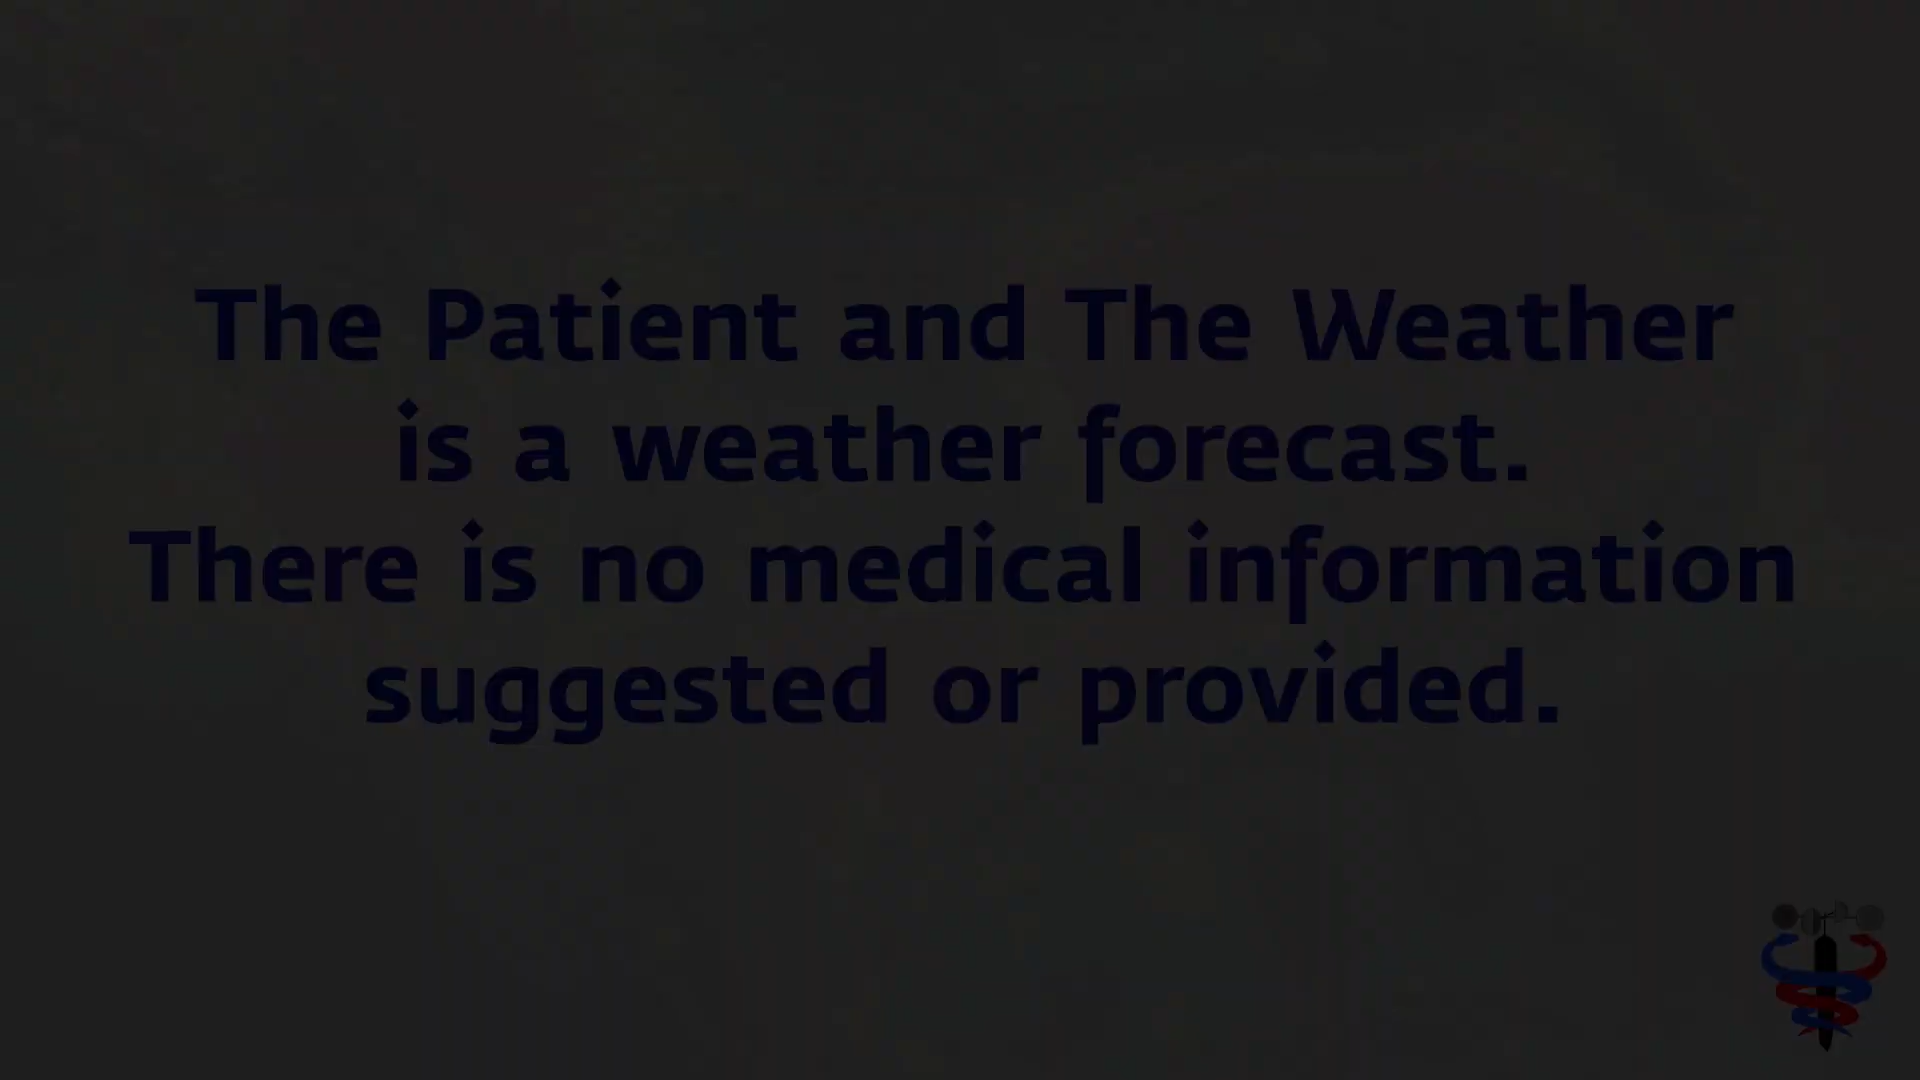 The Patient and The Weather
is a weather forecast.
There is no medical information
suggested or provided.